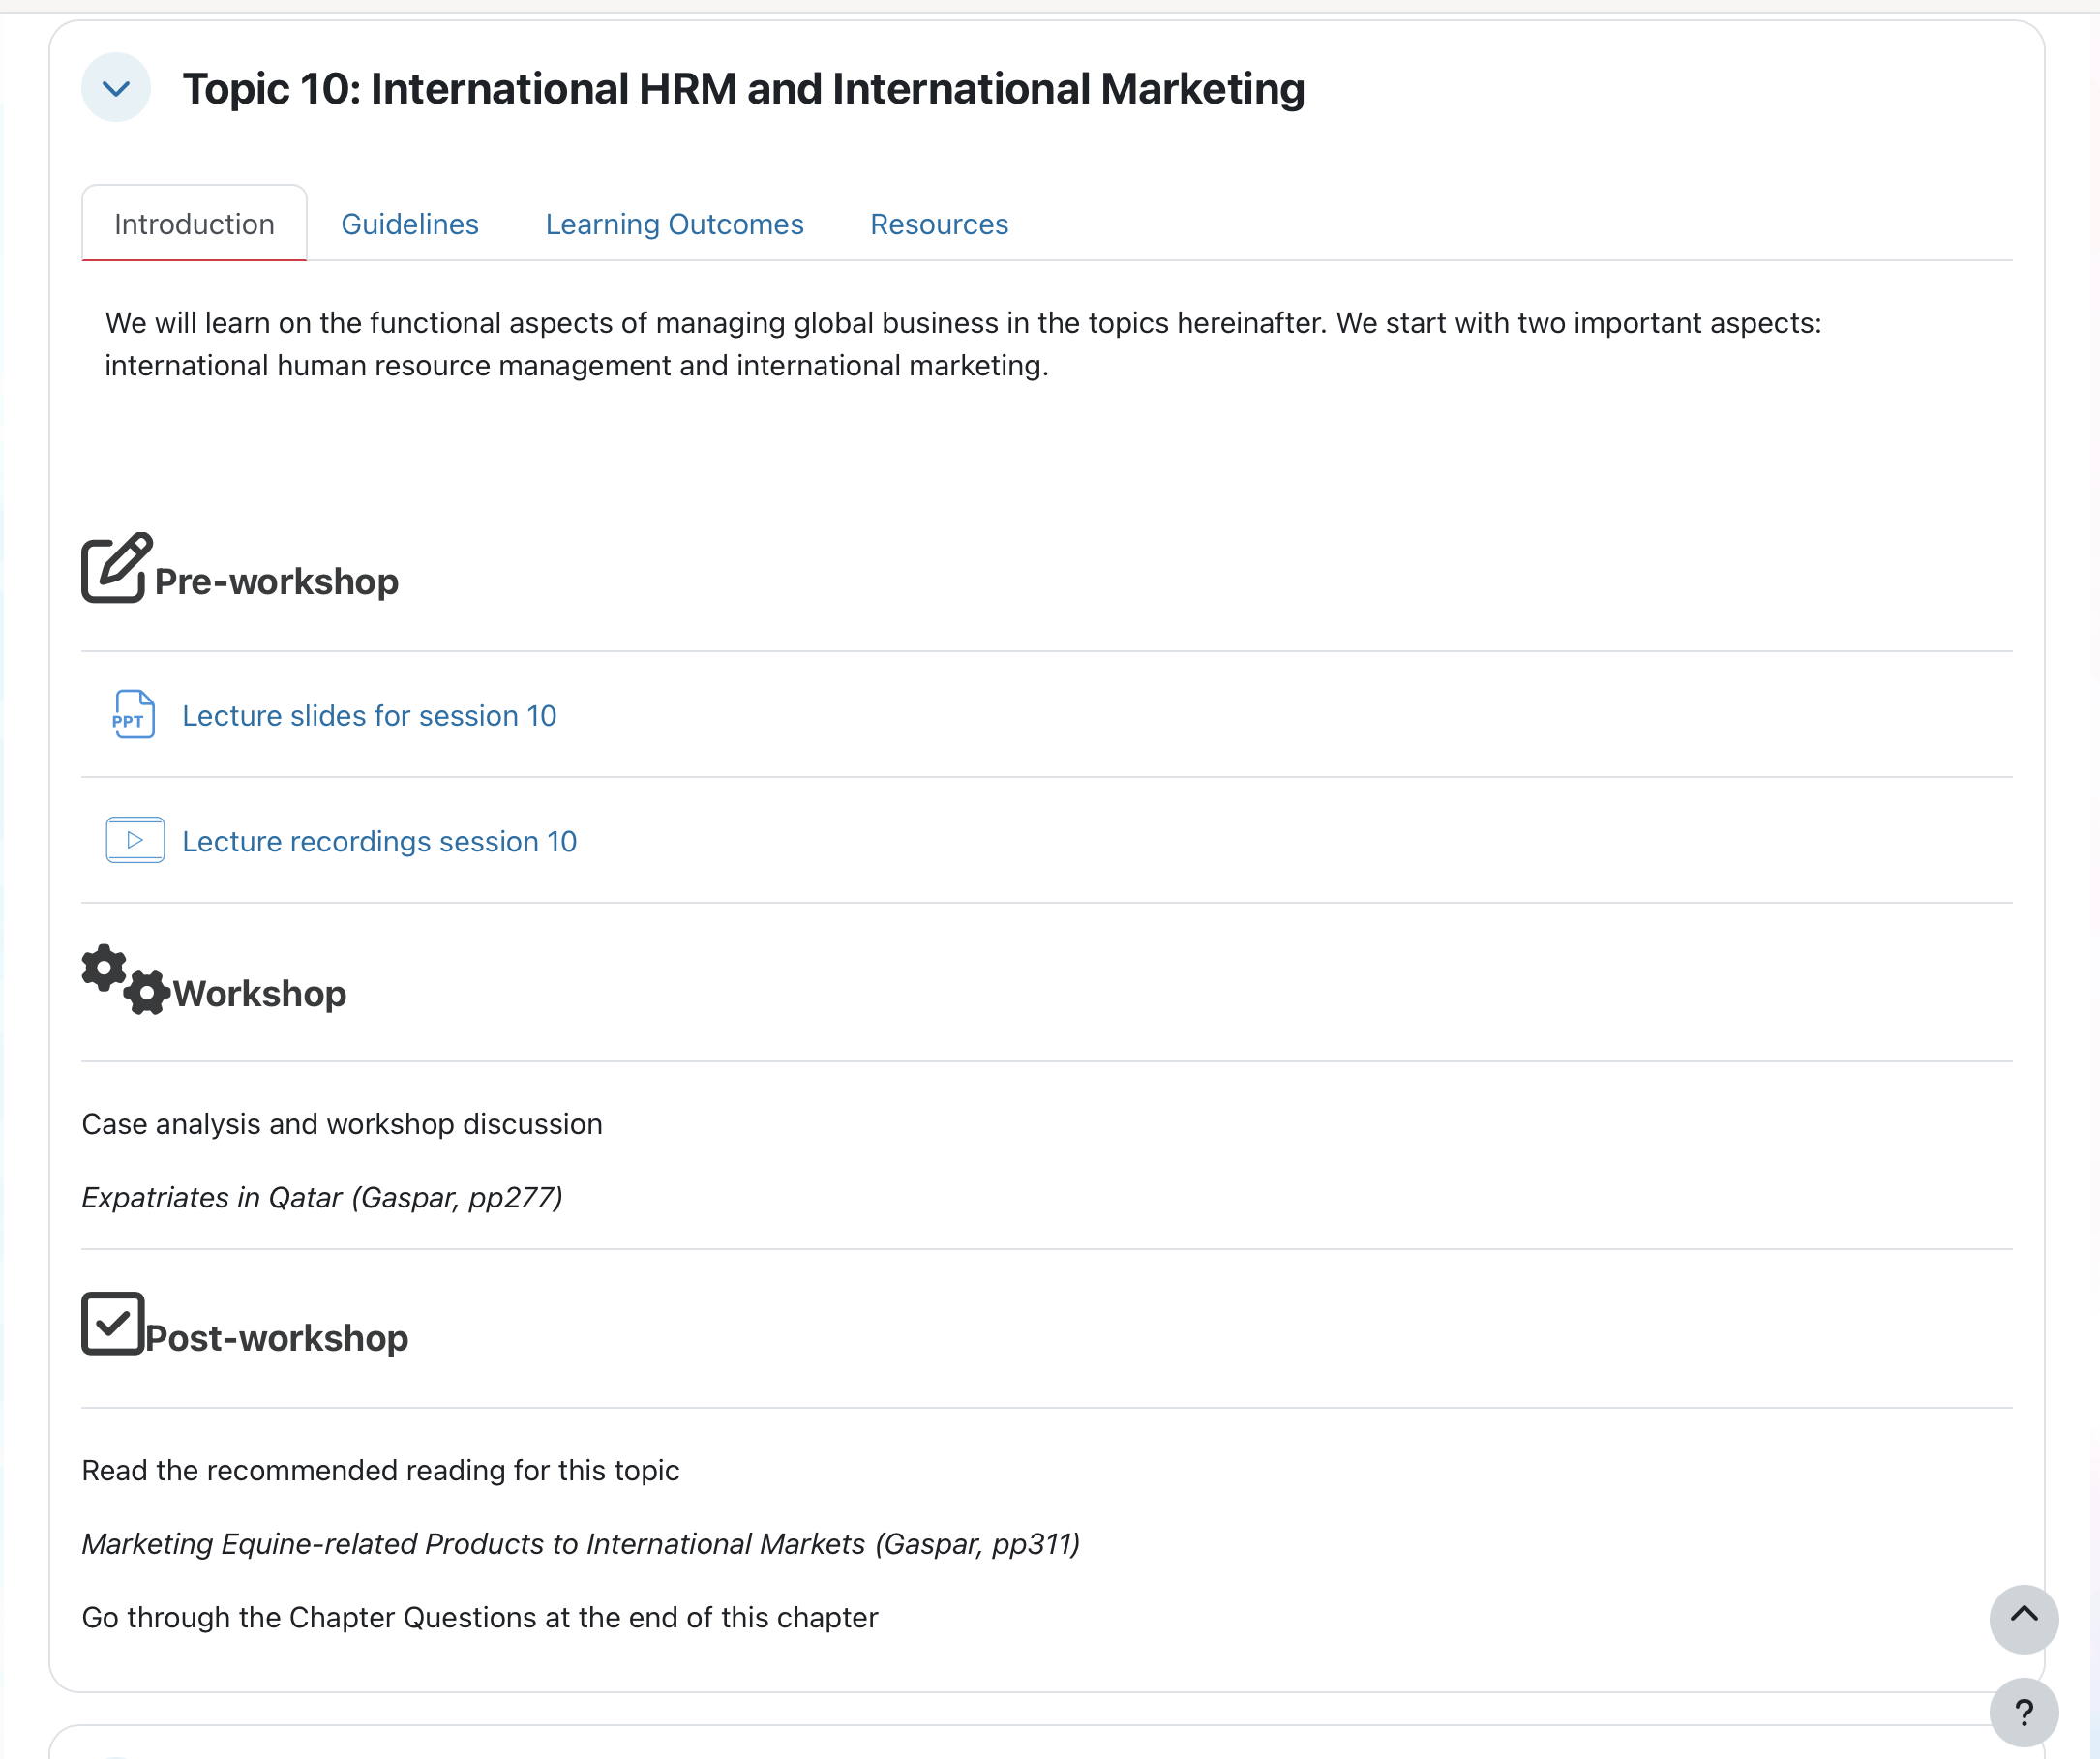 Topic 10: International HRM and International Marketing
Introduction
Guidelines
Learning Outcomes
Resources
We will learn on the functional aspects of managing global business in the topics hereinafter. We start with two important aspects:
international human resource management and international marketing.
Pre-workshop
PPT
Lecture slides for session 10
Lecture recordings session 10
Workshop
Case analysis and workshop discussion
Expatriates in Qatar (Gaspar, pp277)
Post-workshop
Read the recommended reading for this topic
Marketing Equine-related Products to International Markets (Gaspar, pp311)
Go through the Chapter Questions at the end of this chapter
?